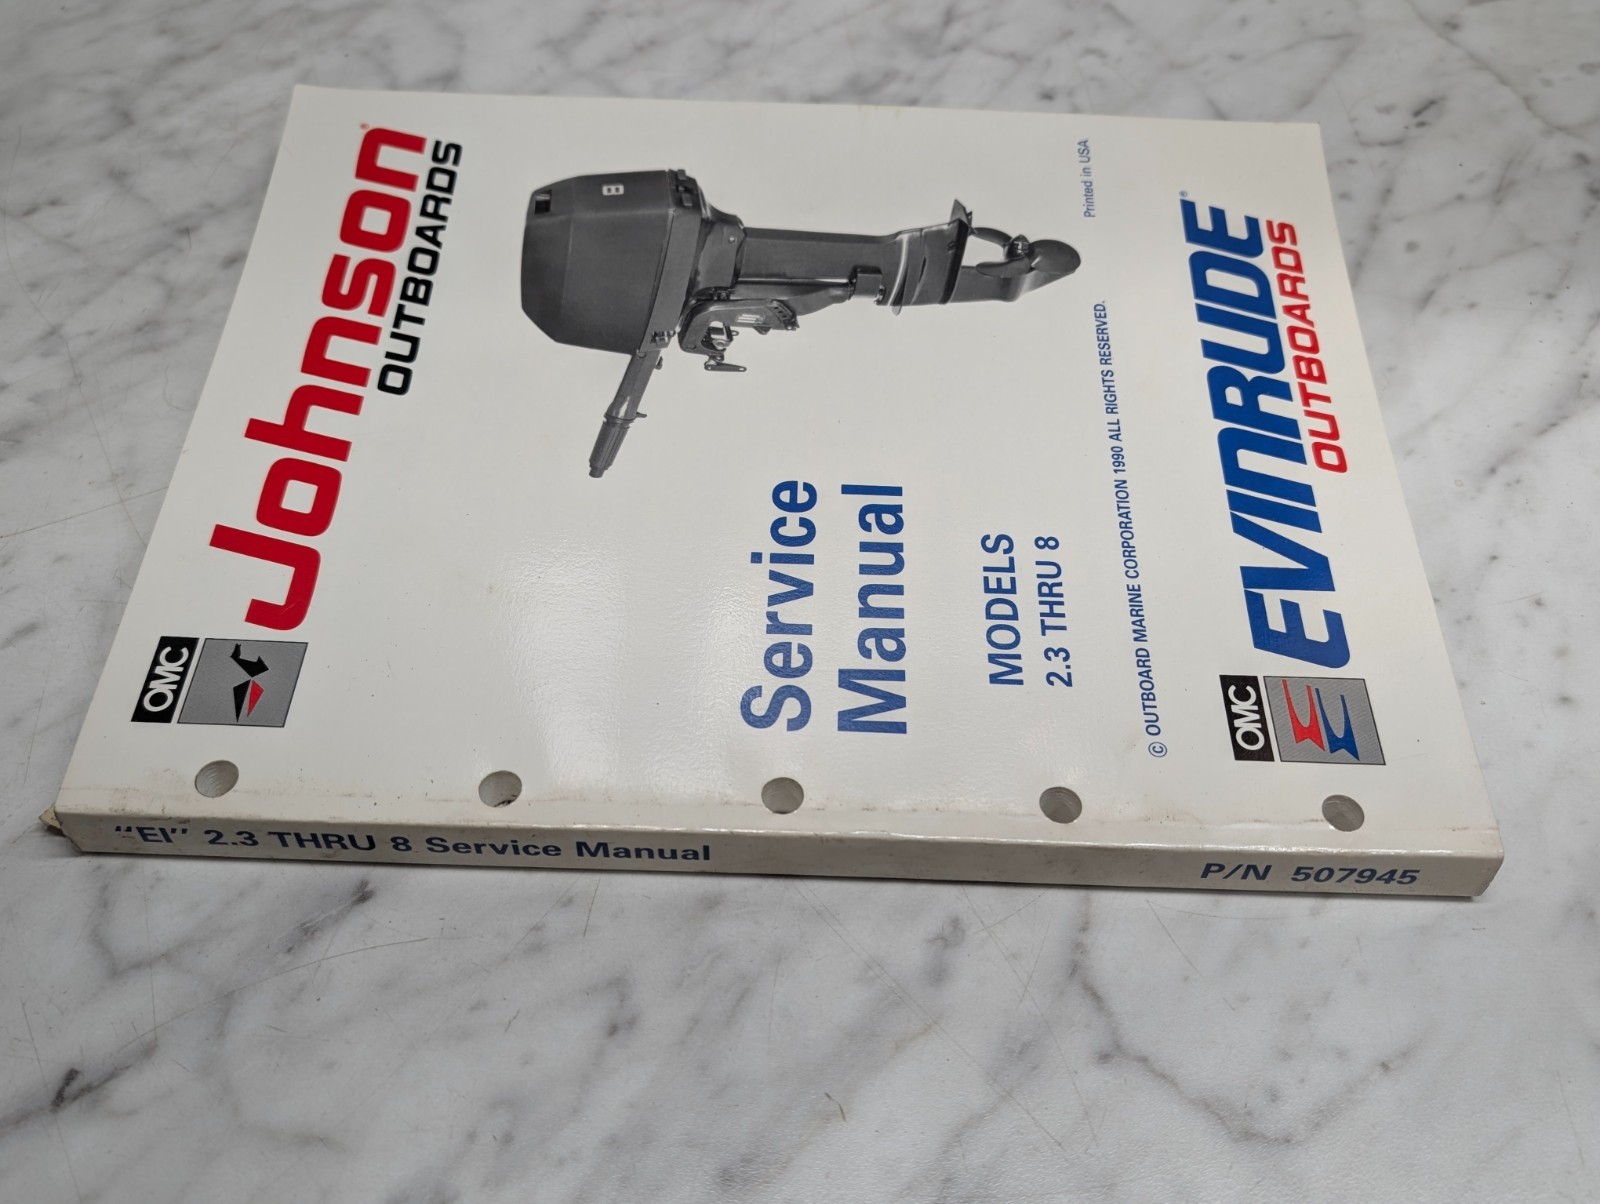 OMC
Johnson®
OUTBOARDS
8
Service
Manual
MODELS
2.3 THRU 8
© OUTBOARD MARINE CORPORATION 1990 ALL RIGHTS RESERVED.
Printed in USA
OMC
EVINRUDE®
OUTBOARDS
"EI" 2.3 THRU 8 Service Manual
P/N 507945